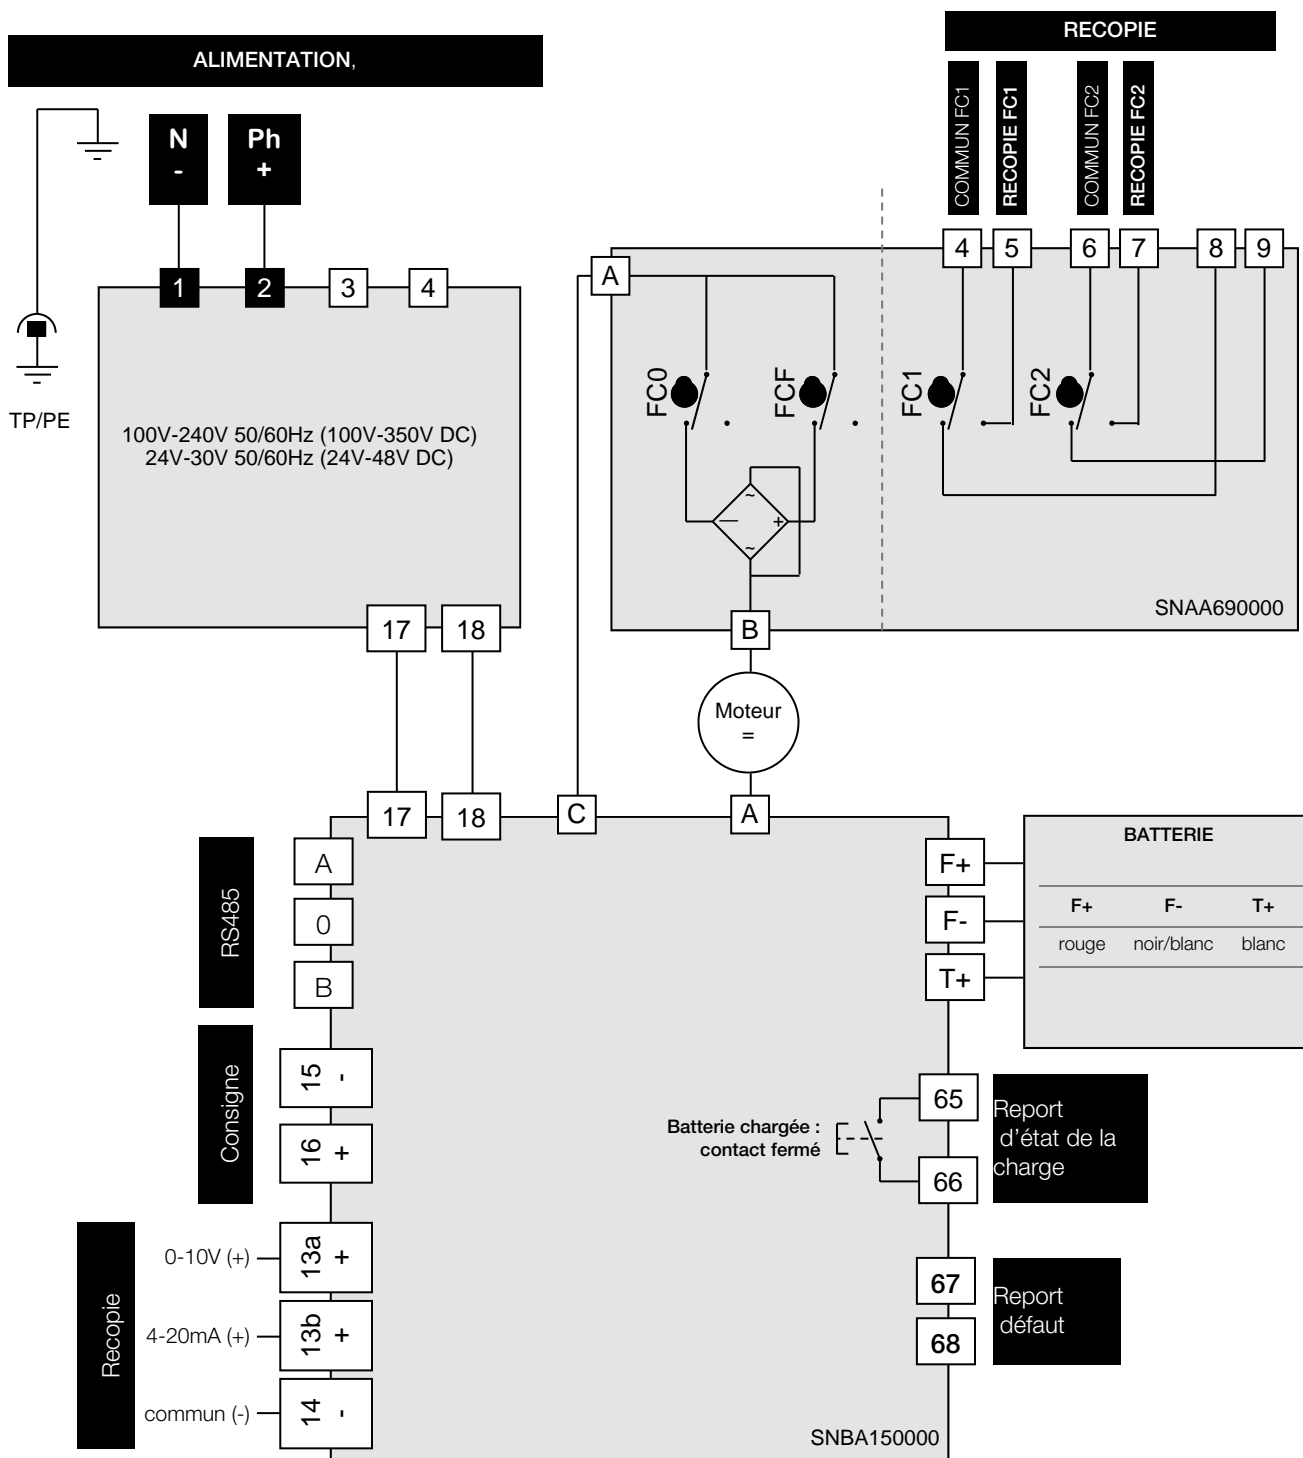 ALIMENTATION,
RECOPIE
COMMUN FC1
RECOPIE FC1
COMMUN FC2
RECOPIE FC2
N
-
Ph
+
1
2
3
4
TP/PE
100V-240V 50/60Hz (100V-350V DC)
24V-30V 50/60Hz (24V-48V DC)
17
18
A
4
5
6
7
8
9
FC0
FCF
FC1
FC2
~
— +
~
B
SNAA690000
Moteur
=
17
18
C
A
RS485
A
0
B
Consigne
15 -
16 +
Recopie
0-10V (+)
13a +
4-20mA (+)
13b +
commun (-)
14 -
F+
F-
T+
BATTERIE
F+ F- T+
rouge noir/blanc blanc
Batterie chargée :
contact fermé
65
66
Report
d'état de la
charge
67
68
Report
défaut
SNBA150000